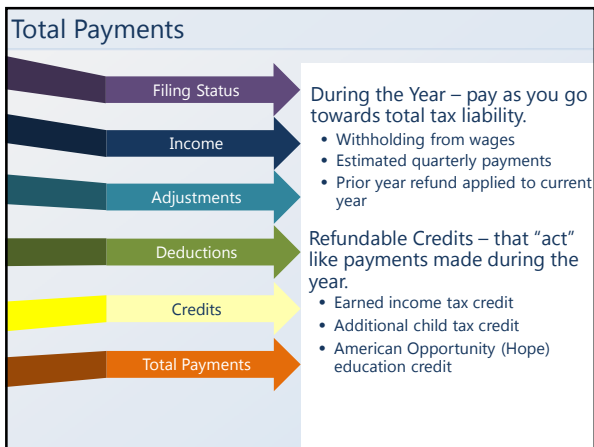 Total Payments
Filing Status
Income
Adjustments
Deductions
Credits
Total Payments
During the Year – pay as you go
towards total tax liability.
• Withholding from wages
• Estimated quarterly payments
• Prior year refund applied to current
year
Refundable Credits – that “act”
like payments made during the
year.
• Earned income tax credit
• Additional child tax credit
• American Opportunity (Hope)
education credit